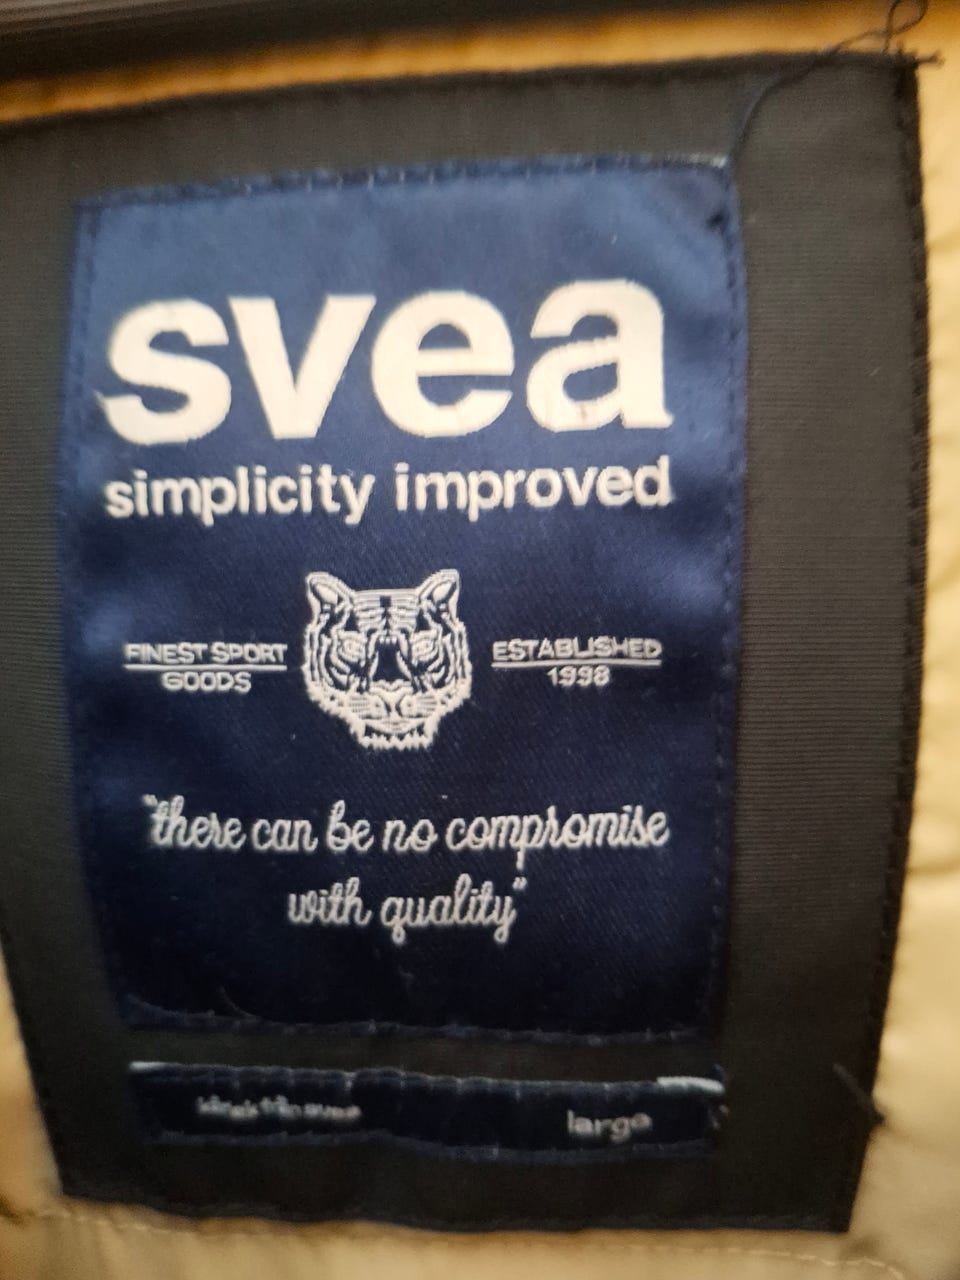 svea
simplicity improved
FINEST SPORT
GOODS
ESTABLISHED
1998
"there can be no compromise
with quality"
large